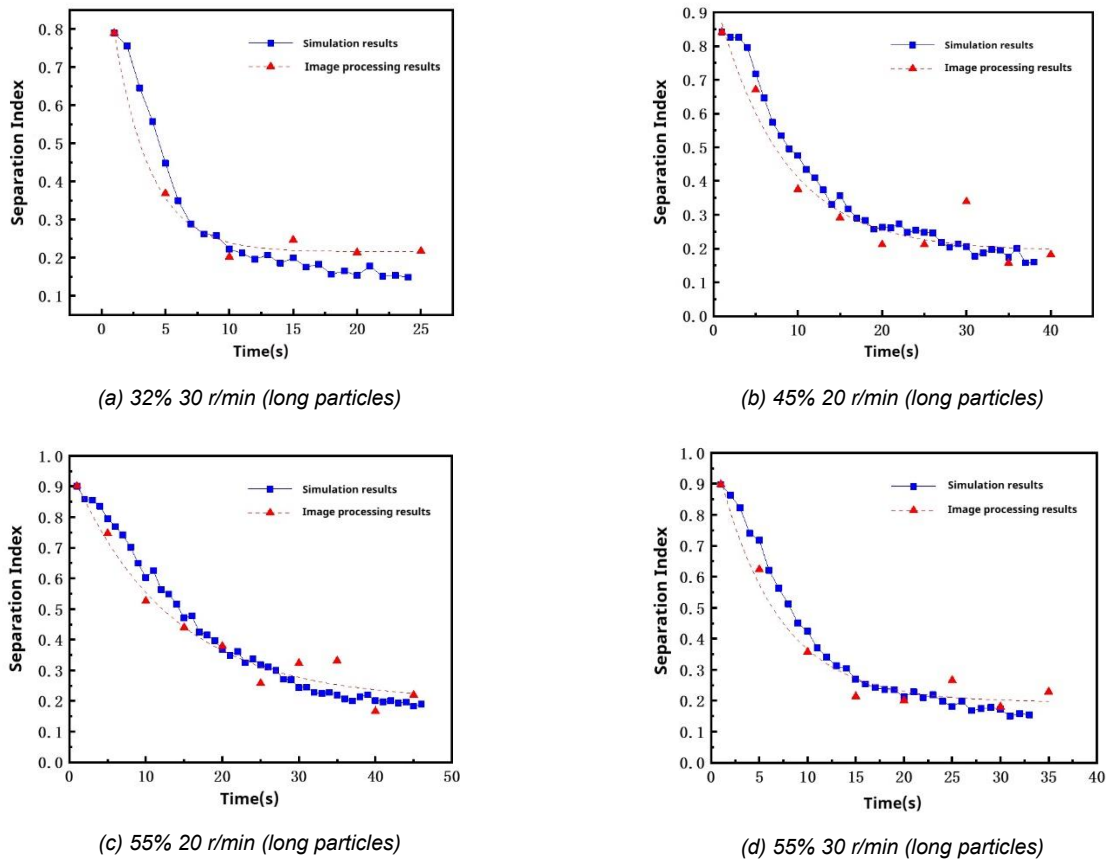 0.8
0.7
0.6
0.5
0.4
0.3
0.2
0.1
Separation Index
Simulation results
Image processing results
0 5 10 15 20 25
Time(s)
(a) 32% 30 r/min (long particles)
0.9
0.8
0.7
0.6
0.5
0.4
0.3
0.2
0.1
0.0
Separation Index
Simulation results
Image processing results
0 10 20 30 40
Time(s)
(b) 45% 20 r/min (long particles)
1.0
0.9
0.8
0.7
0.6
0.5
0.4
0.3
0.2
0.1
0.0
Separation Index
Simulation results
Image processing results
0 10 20 30 40 50
Time(s)
(c) 55% 20 r/min (long particles)
1.0
0.9
0.8
0.7
0.6
0.5
0.4
0.3
0.2
0.1
0.0
Separation Index
Simulation results
Image processing results
0 5 10 15 20 25 30 35 40
Time(s)
(d) 55% 30 r/min (long particles)